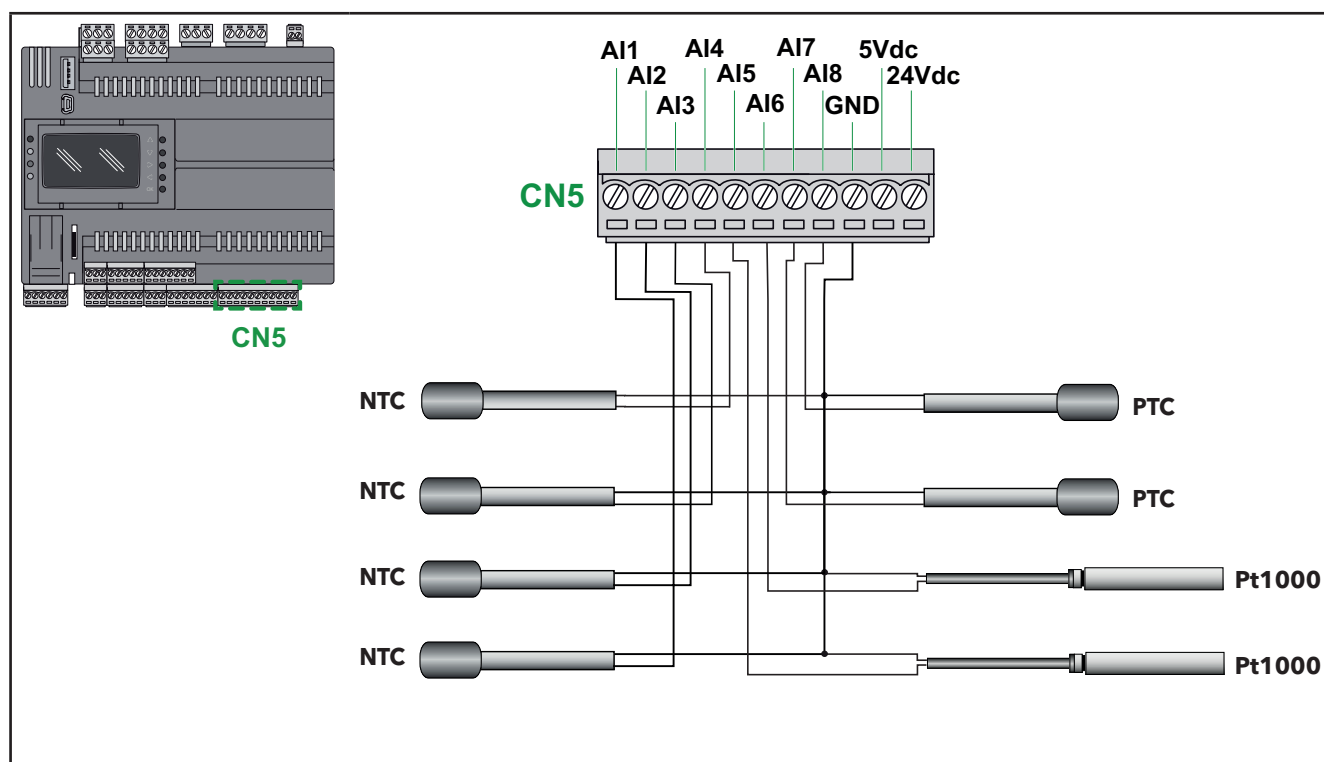 AI1 AI4 AI7 5Vdc
AI2 AI5 AI8 24Vdc
AI3 AI6 GND
CN5
CN5
NTC PTC
NTC PTC
NTC Pt1000
NTC Pt1000